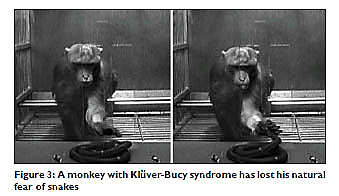 Figure 3: A monkey with Klüver-Bucy syndrome has lost his natural
fear of snakes